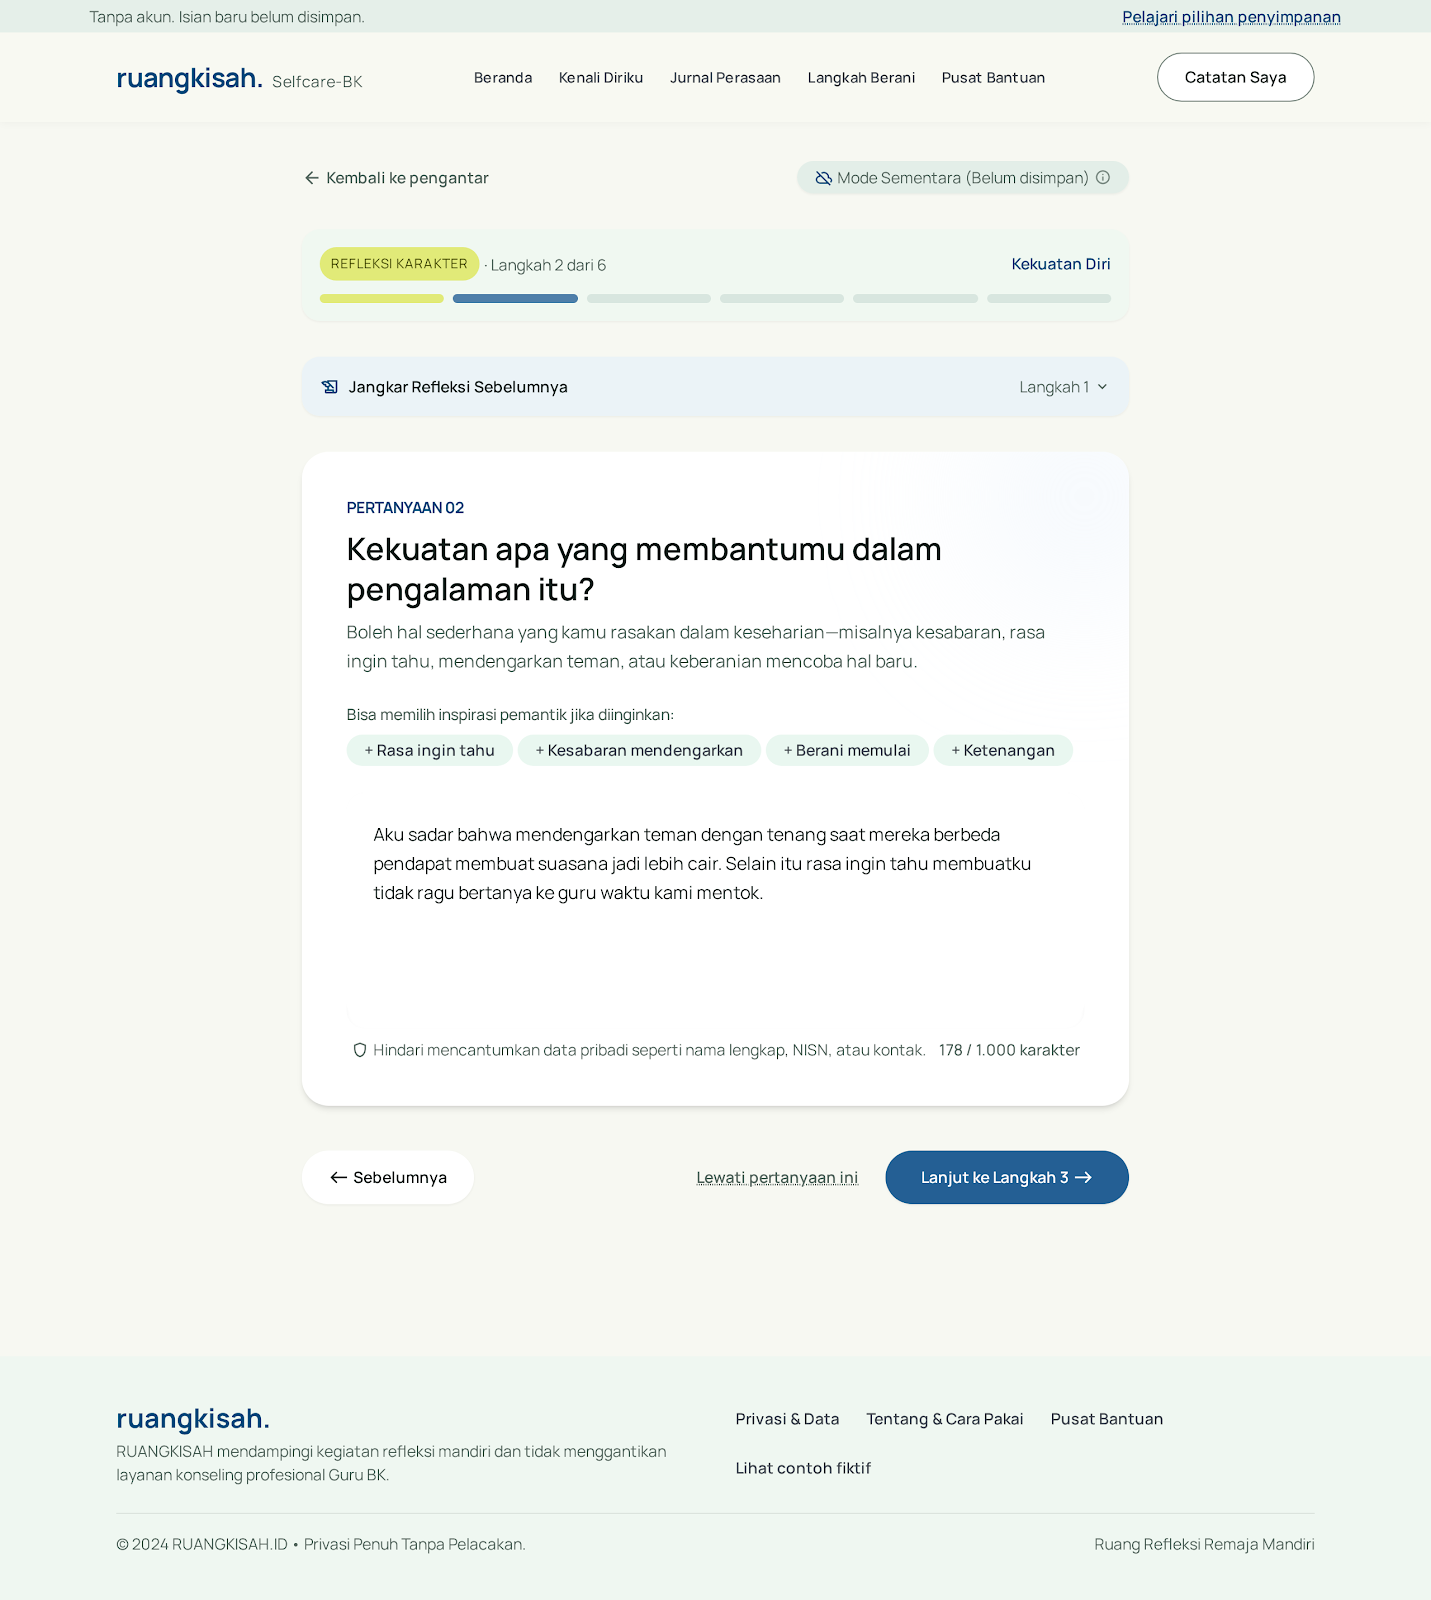 Tanpa akun. Isian baru belum disimpan.
Pelajari pilihan penyimpanan
ruangkisah. Selfcare-BK
Beranda
Kenali Diriku
Jurnal Perasaan
Langkah Berani
Pusat Bantuan
Catatan Saya
← Kembali ke pengantar
Mode Sementara (Belum disimpan)
REFLEKSI KARAKTER · Langkah 2 dari 6
Kekuatan Diri
Jangkar Refleksi Sebelumnya
Langkah 1
PERTANYAAN 02
Kekuatan apa yang membantumu dalam
pengalaman itu?
Boleh hal sederhana yang kamu rasakan dalam keseharian—misalnya kesabaran, rasa
ingin tahu, mendengarkan teman, atau keberanian mencoba hal baru.
Bisa memilih inspirasi pemantik jika diinginkan:
+ Rasa ingin tahu
+ Kesabaran mendengarkan
+ Berani memulai
+ Ketenangan
Aku sadar bahwa mendengarkan teman dengan tenang saat mereka berbeda
pendapat membuat suasana jadi lebih cair. Selain itu rasa ingin tahu membuatku
tidak ragu bertanya ke guru waktu kami mentok.
Hindari mencantumkan data pribadi seperti nama lengkap, NISN, atau kontak.
178 / 1.000 karakter
← Sebelumnya
Lewati pertanyaan ini
Lanjut ke Langkah 3 →
ruangkisah.
RUANGKISAH mendampingi kegiatan refleksi mandiri dan tidak menggantikan
layanan konseling profesional Guru BK.
Privasi & Data
Tentang & Cara Pakai
Pusat Bantuan
Lihat contoh fiktif
© 2024 RUANGKISAH.ID • Privasi Penuh Tanpa Pelacakan.
Ruang Refleksi Remaja Mandiri